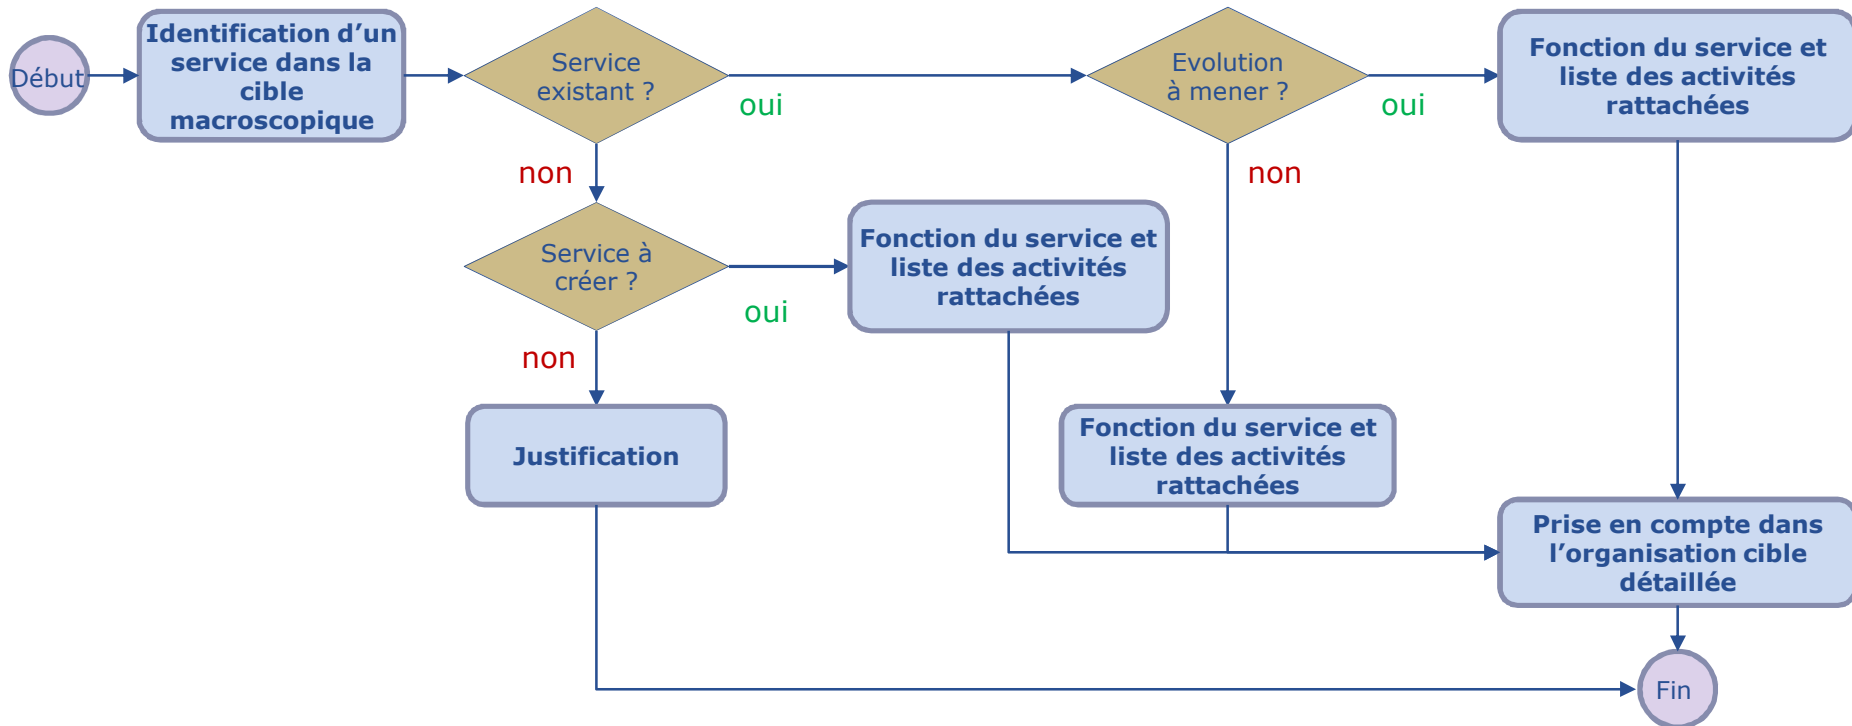 Début
Identification d’un
service dans la
cible
macroscopique
Service
existant ?
oui
Evolution
à mener ?
oui
Fonction du service et
liste des activités
rattachées
non
non
Service à
créer ?
oui
Fonction du service et
liste des activités
rattachées
non
Justification
Fonction du service et
liste des activités
rattachées
Prise en compte dans
l’organisation cible
détaillée
Fin